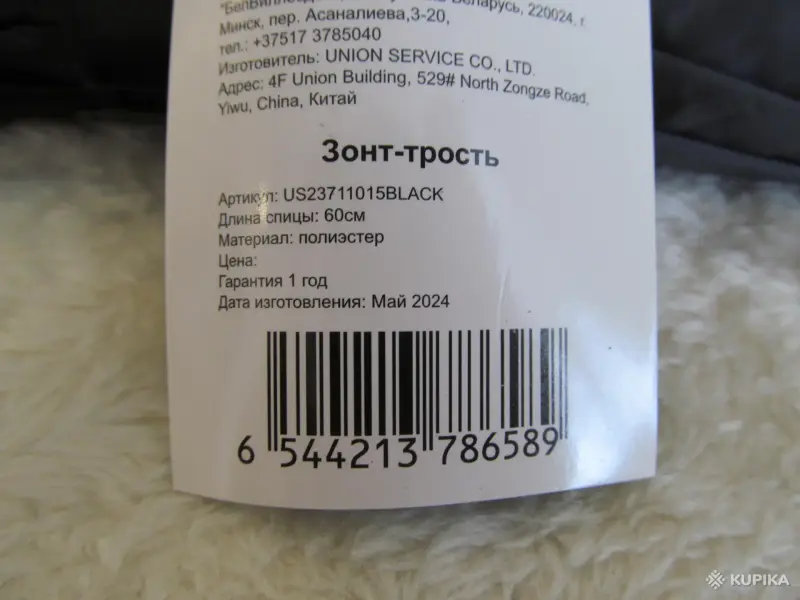 Беларусь, 220024, г.
Минск, пер. Асаналиева,3-20,
тел.: +37517 3785040
Изготовитель: UNION SERVICE CO., LTD.
Адрес: 4F Union Building, 529# North Zongze Road,
Yiwu, China, Китай
Зонт-трость
Артикул: US23711015BLACK
Длина спицы: 60см
Материал: полиэстер
Цена:
Гарантия 1 год
Дата изготовления: Май 2024
6 544213 786589
KUPIKA